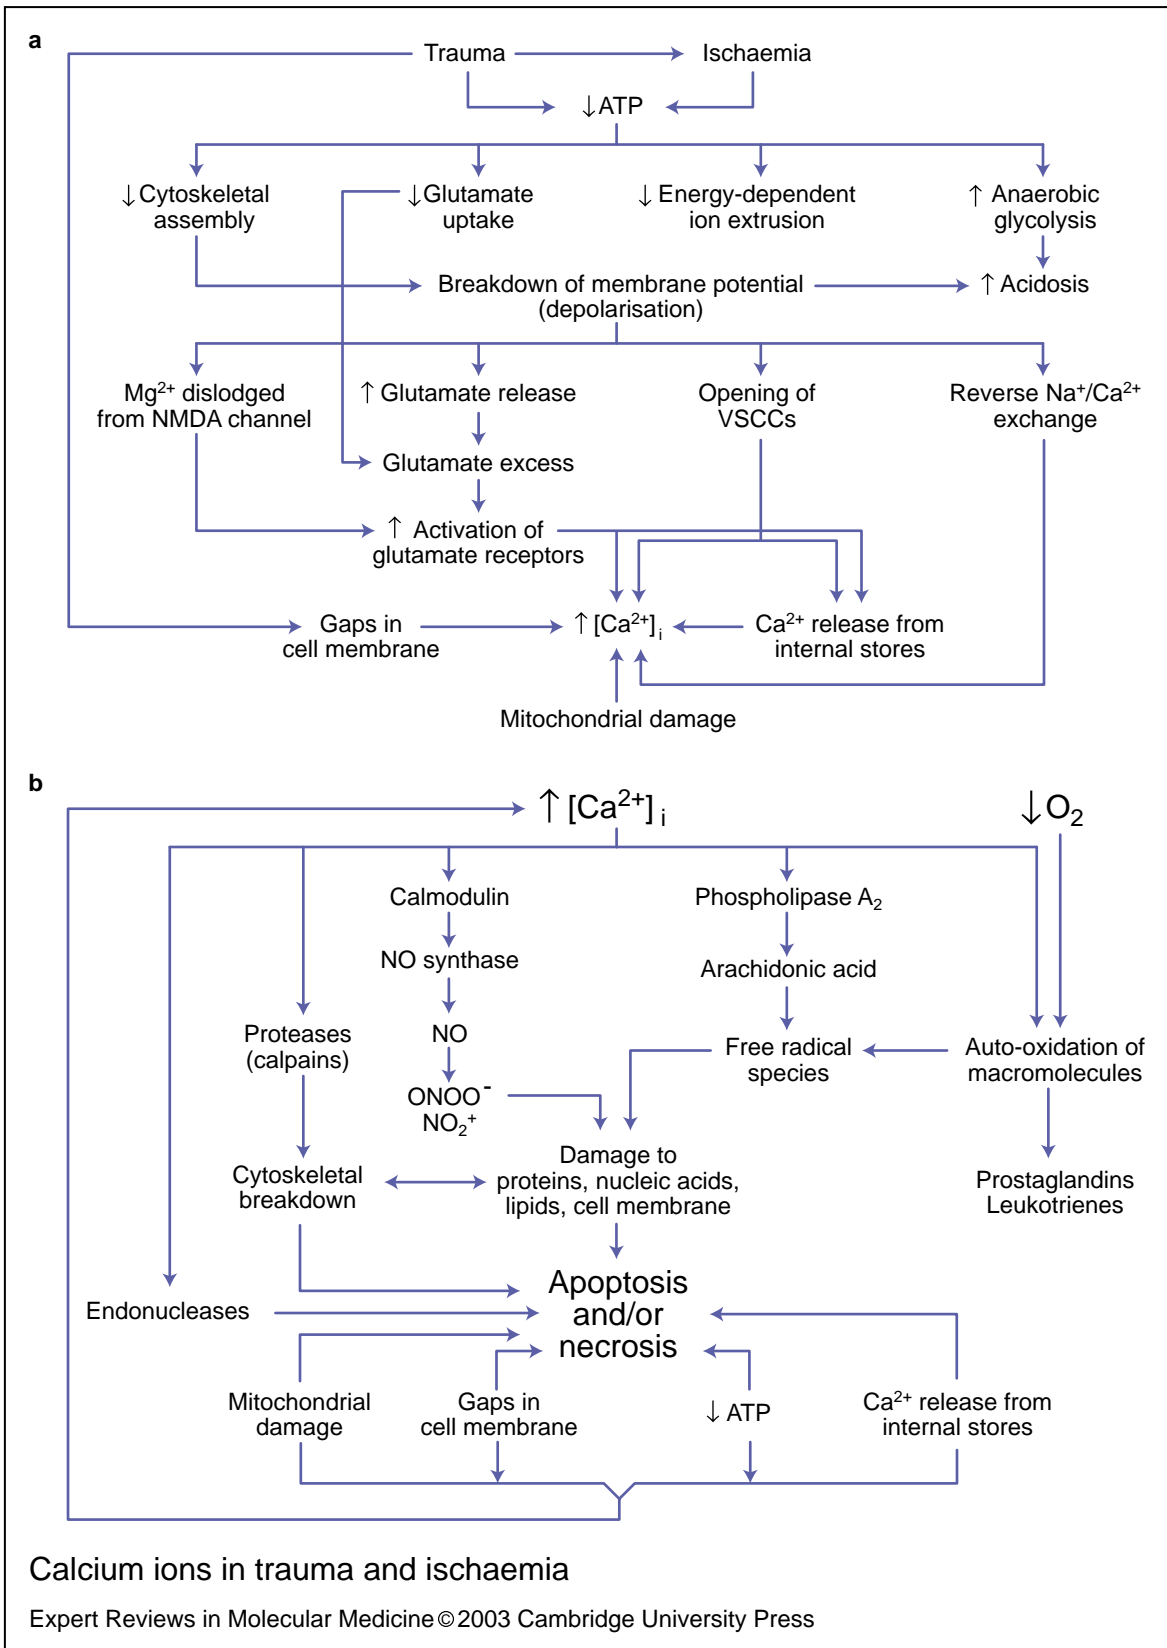 a
Trauma
Ischaemia
↓ATP
↓Cytoskeletal
assembly
↓Glutamate
uptake
↓Energy-dependent
ion extrusion
↑ Anaerobic
glycolysis
Breakdown of membrane potential
(depolarisation)
↑ Acidosis
Mg²⁺ dislodged
from NMDA channel
↑ Glutamate release
Opening of
VSCCs
Reverse Na⁺/Ca²⁺
exchange
Glutamate excess
↑ Activation of
glutamate receptors
Gaps in
cell membrane
↑[Ca²⁺]ᵢ
Ca²⁺ release from
internal stores
Mitochondrial damage
b
↑[Ca²⁺]ᵢ
↓O₂
Calmodulin
Phospholipase A₂
NO synthase
Arachidonic acid
Proteases
(calpains)
NO
Free radical
species
Auto-oxidation of
macromolecules
ONOO⁻
NO₂⁺
Cytoskeletal
breakdown
Damage to
proteins, nucleic acids,
lipids, cell membrane
Prostaglandins
Leukotrienes
Endonucleases
Apoptosis
and/or
necrosis
Mitochondrial
damage
Gaps in
cell membrane
↓ATP
Ca²⁺ release from
internal stores
Calcium ions in trauma and ischaemia
Expert Reviews in Molecular Medicine©2003 Cambridge University Press